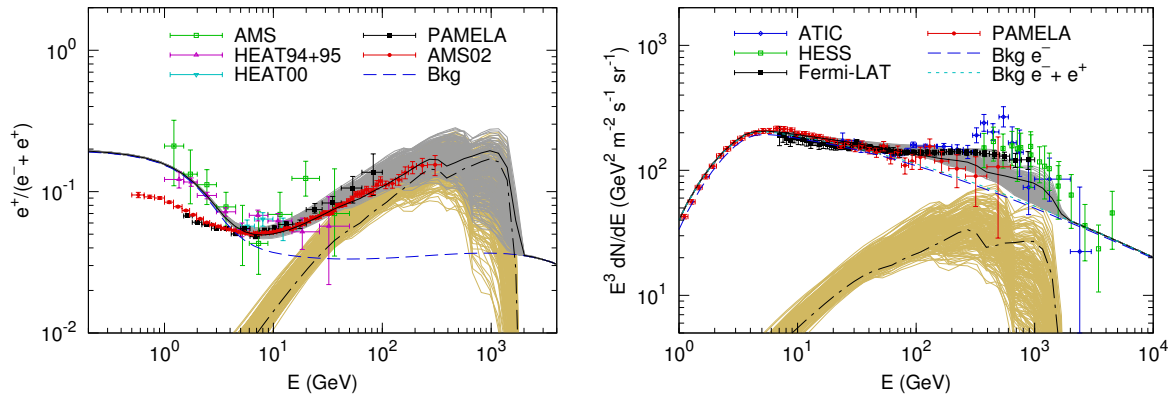 10⁰
10⁻¹
10⁻²
e⁺/(e⁻ + e⁺)
AMS
HEAT94+95
HEAT00
PAMELA
AMS02
Bkg
10⁰ 10¹ 10² 10³
E (GeV)
10³
10²
10¹
E³ dN/dE (GeV² m⁻² s⁻¹ sr⁻¹)
ATIC
HESS
Fermi-LAT
PAMELA
Bkg e⁻
Bkg e⁻ + e⁺
10⁰ 10¹ 10² 10³ 10⁴
E (GeV)